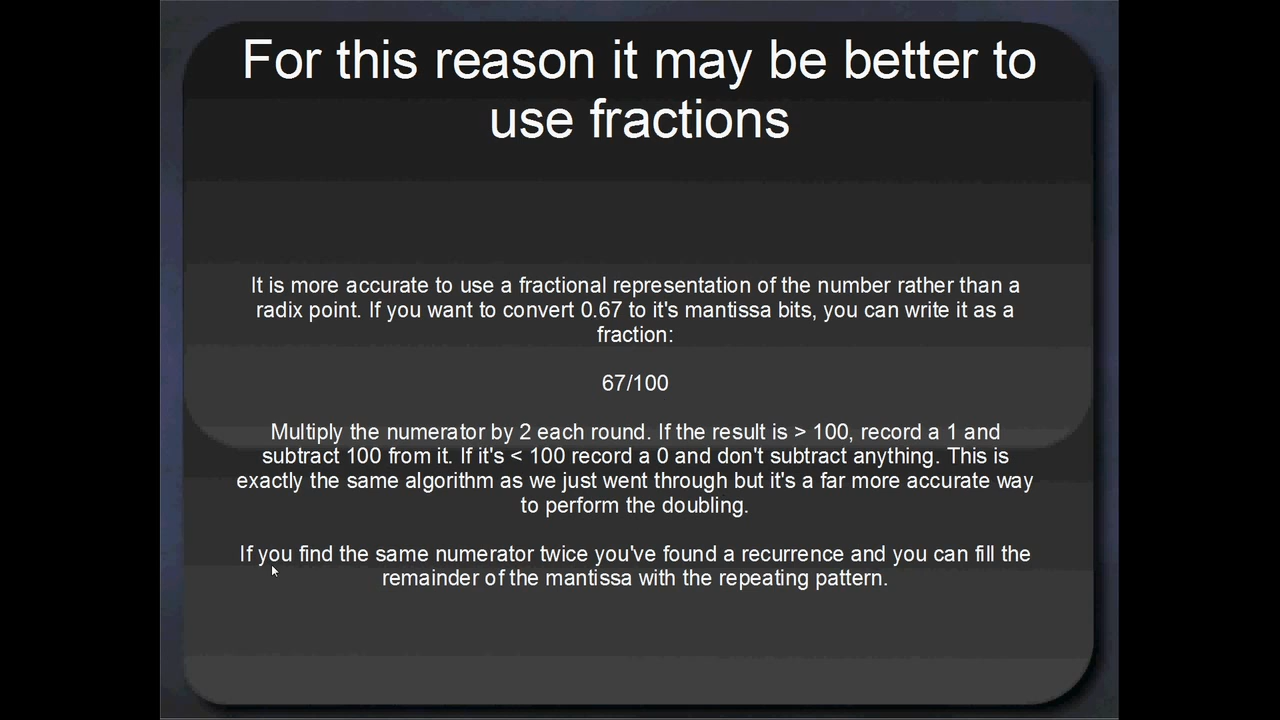 For this reason it may be better to
use fractions
It is more accurate to use a fractional representation of the number rather than a
radix point. If you want to convert 0.67 to it's mantissa bits, you can write it as a
fraction:
67/100
Multiply the numerator by 2 each round. If the result is > 100, record a 1 and
subtract 100 from it. If it's < 100 record a 0 and don't subtract anything. This is
exactly the same algorithm as we just went through but it's a far more accurate way
to perform the doubling.
If you find the same numerator twice you've found a recurrence and you can fill the
remainder of the mantissa with the repeating pattern.